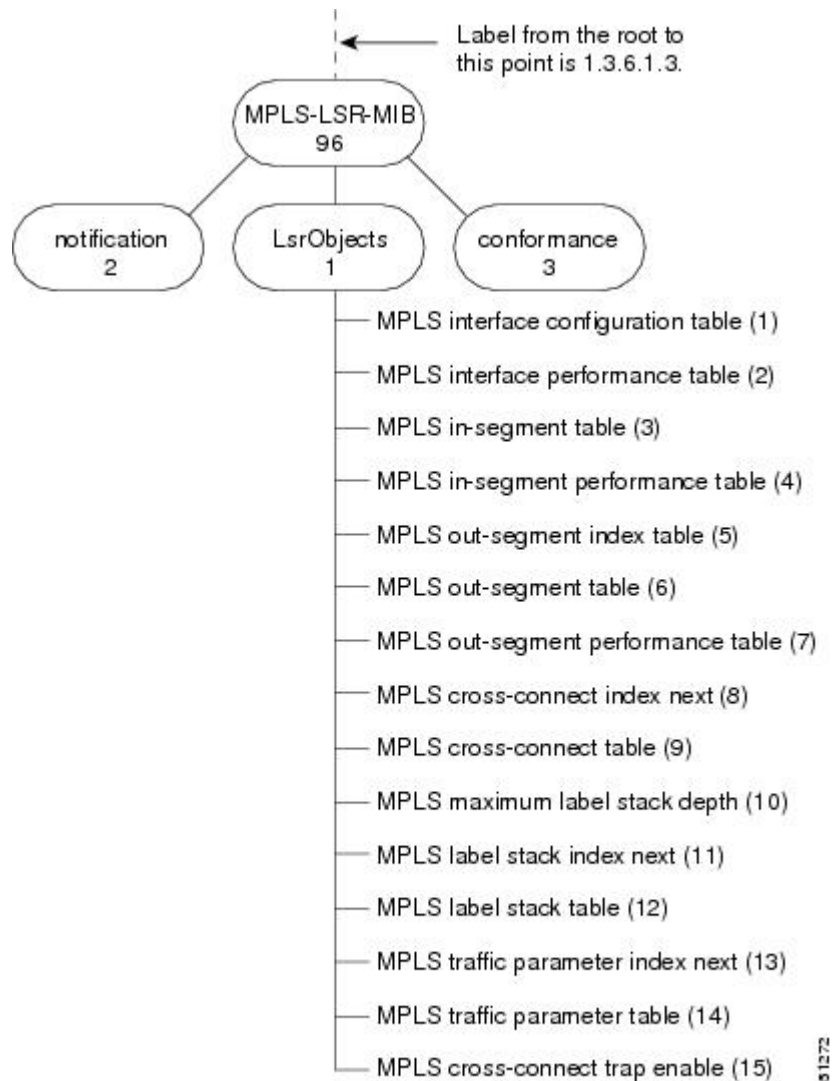 Label from the root to
this point is 1.3.6.1.3.
MPLS-LSR-MIB
96
notification
2
LsrObjects
1
conformance
3
MPLS interface configuration table (1)
MPLS interface performance table (2)
MPLS in-segment table (3)
MPLS in-segment performance table (4)
MPLS out-segment index table (5)
MPLS out-segment table (6)
MPLS out-segment performance table (7)
MPLS cross-connect index next (8)
MPLS cross-connect table (9)
MPLS maximum label stack depth (10)
MPLS label stack index next (11)
MPLS label stack table (12)
MPLS traffic parameter index next (13)
MPLS traffic parameter table (14)
MPLS cross-connect trap enable (15)
51272